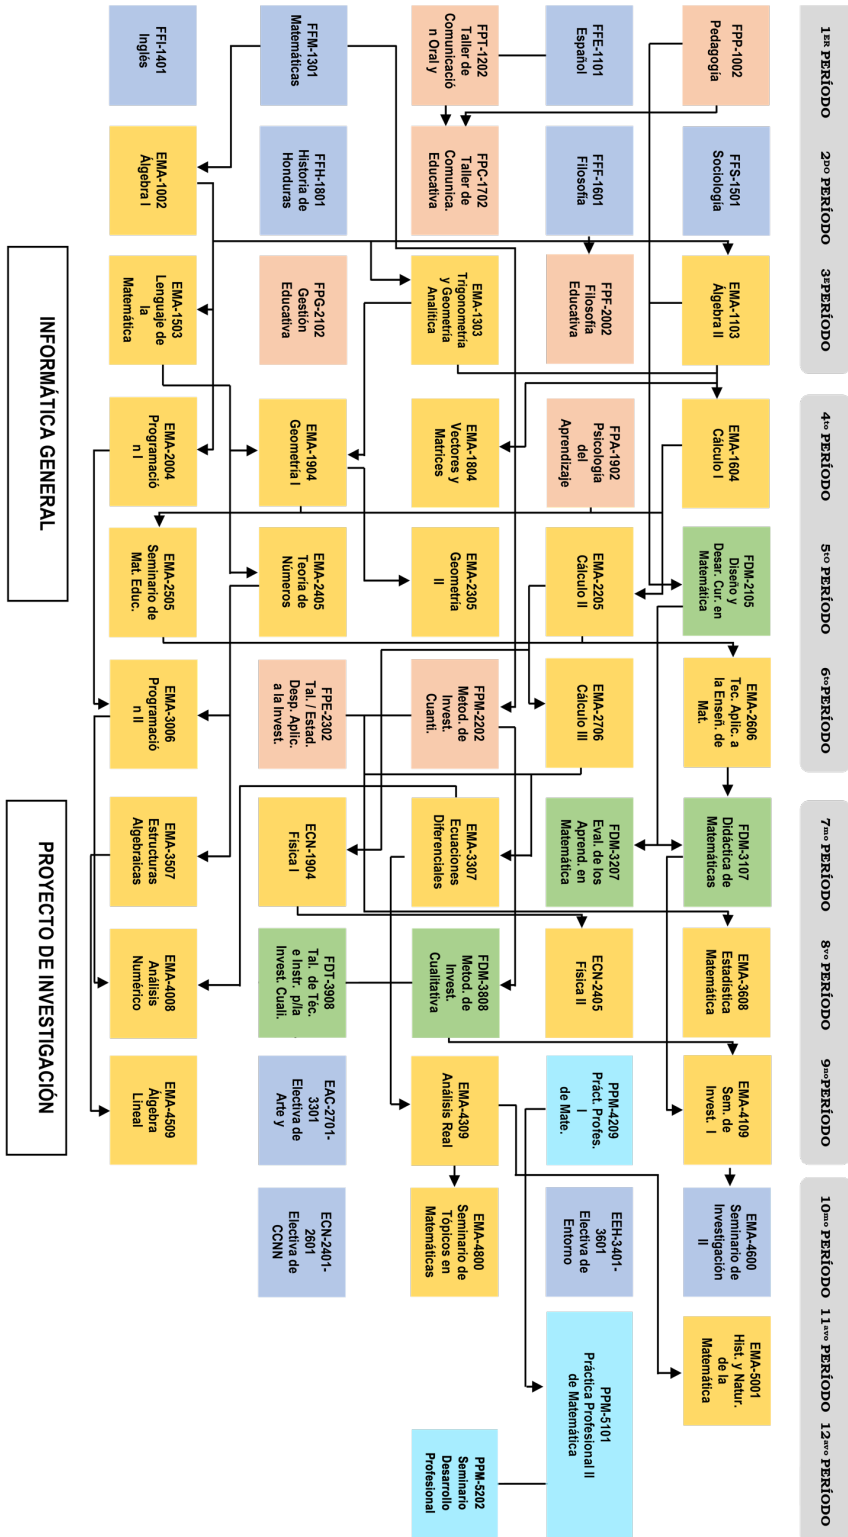 1ER PERÍODO
2DO PERÍODO
3ePERÍODO
4to PERÍODO
5to PERÍODO
6toPERÍODO
7mo PERÍODO
8vo PERÍODO
9noPERÍODO
10mo PERÍODO
11avo PERÍODO
12avo PERÍODO
FPP-1002
Pedagogía
FFE-1101
Español
FPT-1202
Taller de
Comunicació
n Oral y
FFM-1301
Matemáticas
FFI-1401
Inglés
FFS-1501
Sociología
FFF-1601
Filosofía
FPC-1702
Taller de
Comunica.
Educativa
FFH-1801
Historia de
Honduras
EMA-1002
Álgebra I
EMA-1103
Álgebra II
FPF-2002
Filosofía
Educativa
EMA-1303
Trigonometría
y Geometría
Analítica
FPG-2102
Gestión
Educativa
EMA-1503
Lenguaje de
la
Matemática
EMA-1604
Cálculo I
FPA-1902
Psicología
del
Aprendizaje
EMA-1804
Vectores y
Matrices
EMA-1904
Geometría I
EMA-2004
Programació
n I
FDM-2105
Diseño y
Desar. Cur. en
Matemática
EMA-2205
Cálculo II
EMA-2305
Geometría
II
EMA-2405
Teoría de
Números
EMA-2505
Seminario de
Mat. Educ.
EMA-2606
Tec. Aplic. a
la Enseñ. de
Mat.
EMA-2706
Cálculo III
FPM-2202
Metod. de
Invest.
Cuanti.
FPE-2302
Tal. / Estad.
Desp. Aplic.
a la Invest.
EMA-3006
Programació
n II
FDM-3107
Didáctica de
Matemáticas
FDM-3207
Eval. de los
Aprend. en
Matemática
EMA-3307
Ecuaciones
Diferenciales
ECN-1904
Física I
EMA-3507
Estructuras
Algebraicas
EMA-3608
Estadística
Matemática
ECN-2405
Física II
FDM-3808
Metod. de
Invest.
Cualitativa
FDT-3908
Tal. de Téc.
e Instr. p/la
Invest. Cuali.
EMA-4008
Análisis
Numérico
EMA-4109
Sem. de
Invest. I
PPM-4209
Práct. Profes.
I
de Mate.
EMA-4309
Análisis Real
EAC-2701-
3301
Electiva de
Arte y
EMA-4509
Álgebra
Lineal
EMA-4600
Seminario de
Investigación
II
EEH-3401-
3601
Electiva de
Entorno
EMA-4800
Seminario de
Tópicos en
Matemáticas
ECN-2401-
2601
Electiva de
CCNN
EMA-5001
Hist. y Natur.
de la
Matemática
PPM-5101
Práctica Profesional II
de Matemática
PPM-5202
Seminario
Desarrollo
Profesional
INFORMÁTICA GENERAL
PROYECTO DE INVESTIGACIÓN